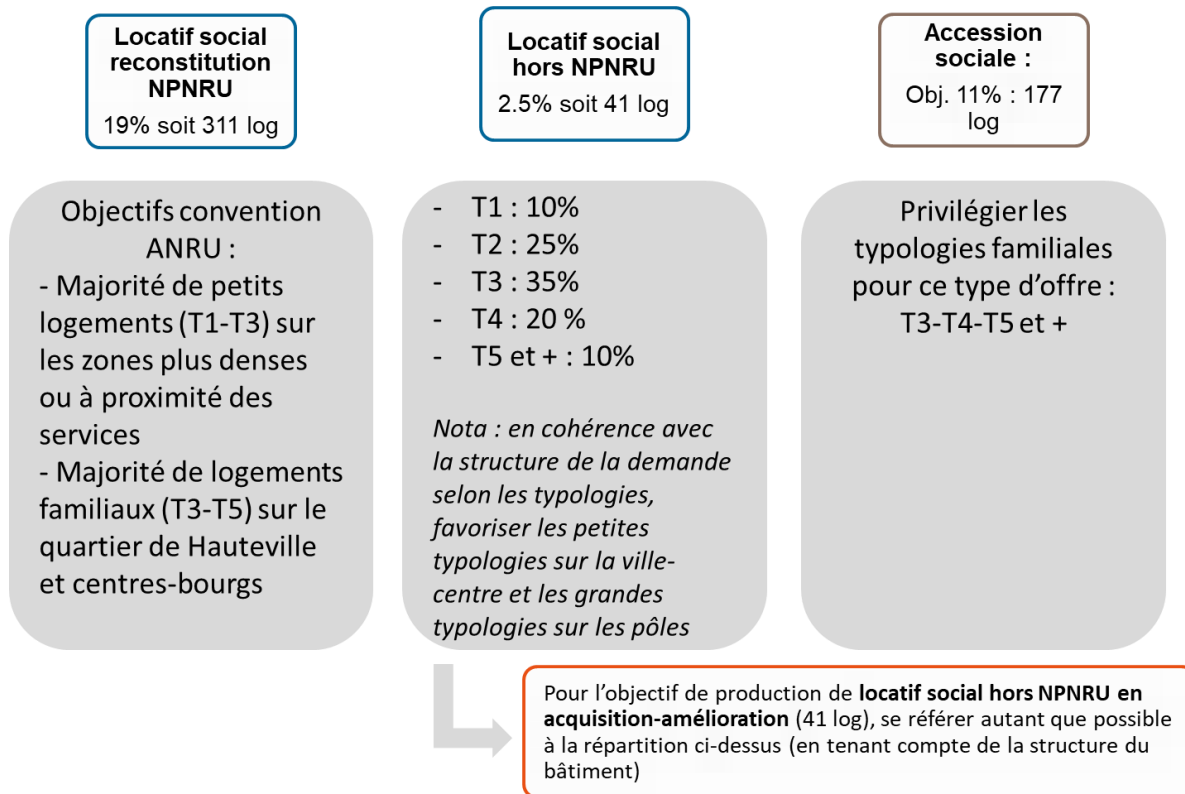 Locatif social
reconstitution
NPNRU
19% soit 311 log
Locatif social
hors NPNRU
2.5% soit 41 log
Accession
sociale :
Obj. 11% : 177
log
Objectifs convention
ANRU :
- Majorité de petits
logements (T1-T3) sur
les zones plus denses
ou à proximité des
services
- Majorité de logements
familiaux (T3-T5) sur le
quartier de Hauteville
et centres-bourgs
- T1 : 10%
- T2 : 25%
- T3 : 35%
- T4 : 20 %
- T5 et + : 10%
Nota : en cohérence avec
la structure de la demande
selon les typologies,
favoriser les petites
typologies sur la ville-
centre et les grandes
typologies sur les pôles
Privilégier les
typologies familiales
pour ce type d’offre :
T3-T4-T5 et +
Pour l’objectif de production de locatif social hors NPNRU en
acquisition-amélioration (41 log), se référer autant que possible
à la répartition ci-dessus (en tenant compte de la structure du
bâtiment)